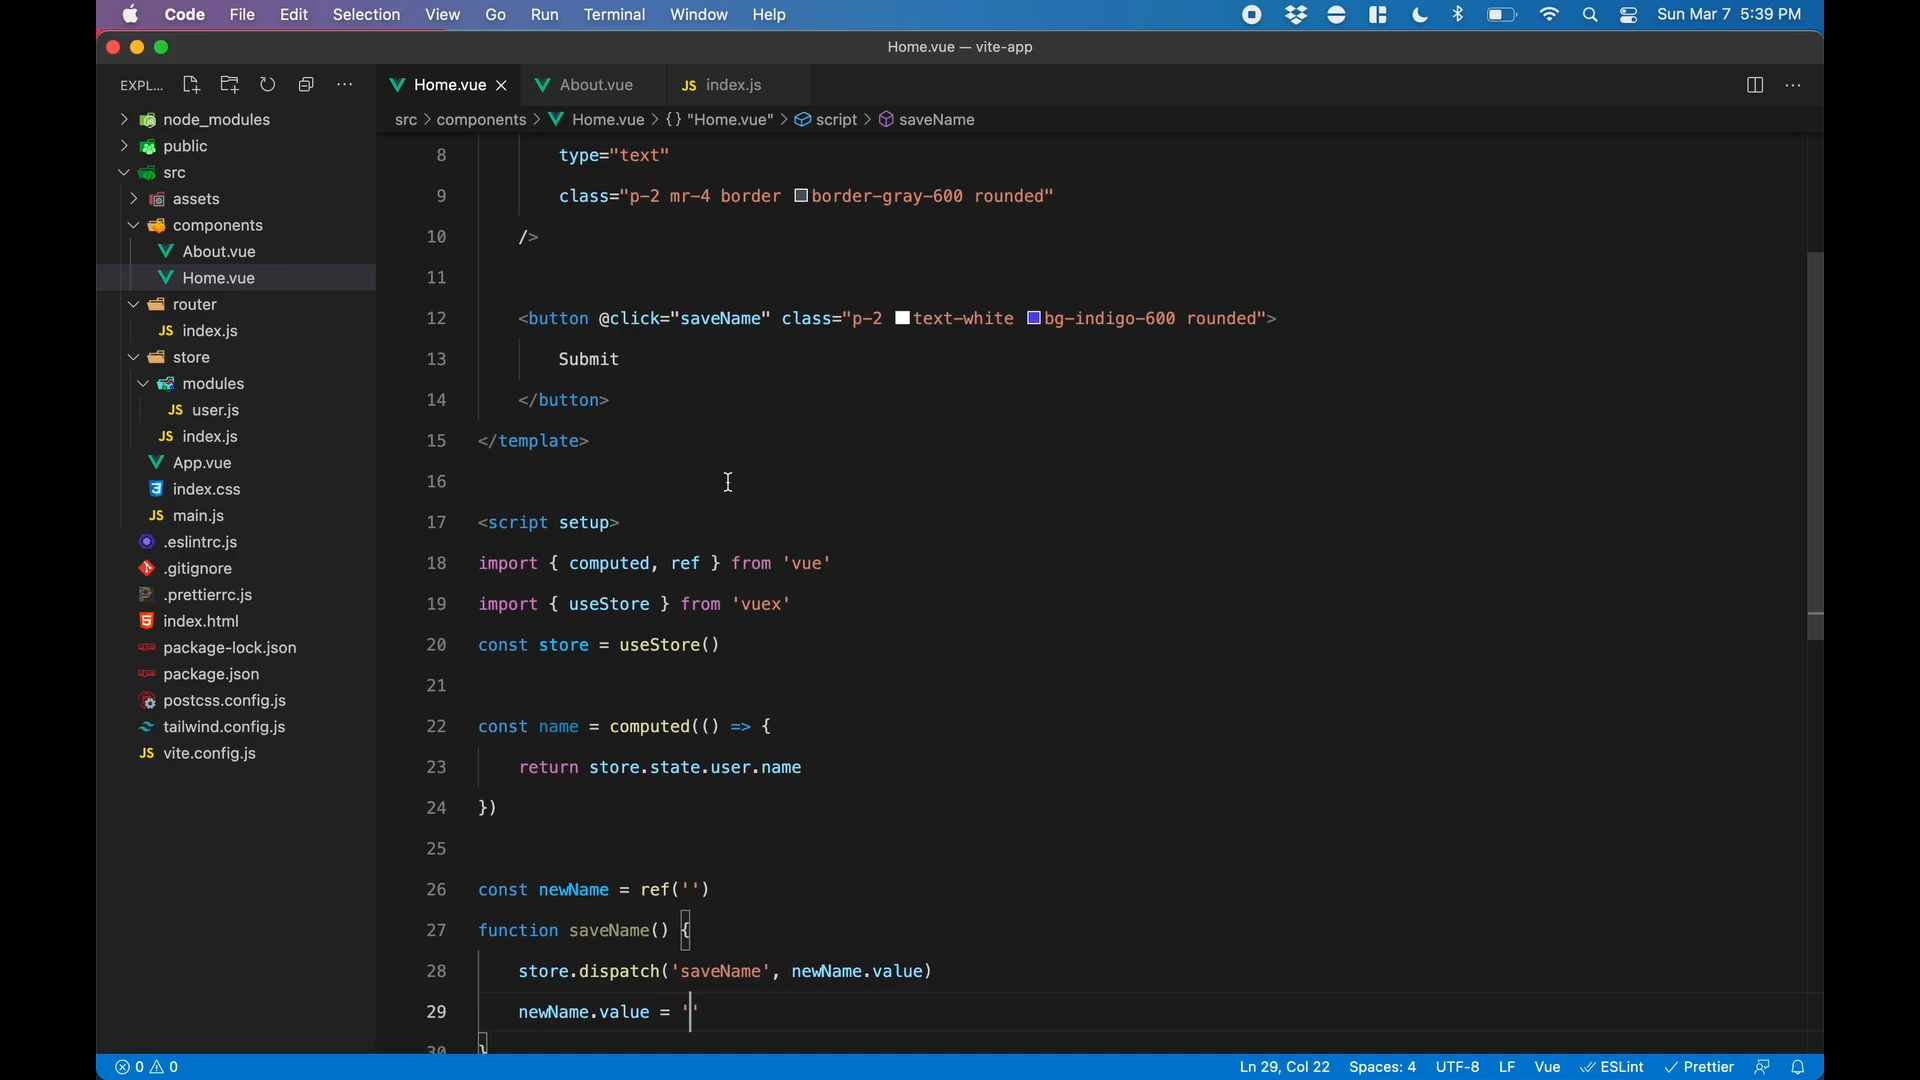 Code File Edit Selection View Go Run Terminal Window Help Sun Mar 7 5:39 PM
Home.vue — vite-app
EXPL...
Home.vue
About.vue
JS index.js
src > components > Home.vue > {} "Home.vue" > script > saveName
node_modules
public
src
assets
components
About.vue
Home.vue
router
JS index.js
store
modules
JS user.js
JS index.js
App.vue
index.css
JS main.js
.eslintrc.js
.gitignore
.prettierrc.js
index.html
package-lock.json
package.json
postcss.config.js
tailwind.config.js
JS vite.config.js
8 type="text"
9 class="p-2 mr-4 border border-gray-600 rounded"
10 />
11
12 <button @click="saveName" class="p-2 text-white bg-indigo-600 rounded">
13 Submit
14 </button>
15 </template>
16
17 <script setup>
18 import { computed, ref } from 'vue'
19 import { useStore } from 'vuex'
20 const store = useStore()
21
22 const name = computed(() => {
23 return store.state.user.name
24 })
25
26 const newName = ref('')
27 function saveName() {
28 store.dispatch('saveName', newName.value)
29 newName.value = ''
30 }
0 0 Ln 29, Col 22 Spaces: 4 UTF-8 LF Vue ESLint Prettier